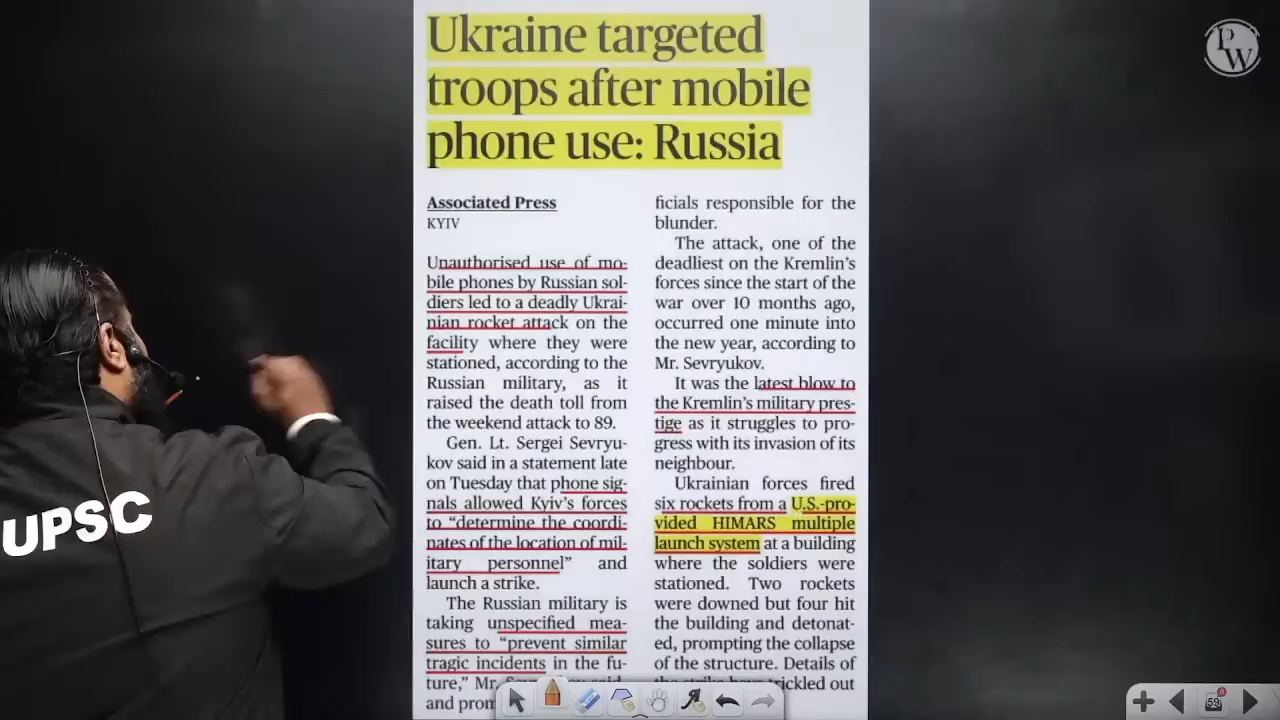 Ukraine targeted
troops after mobile
phone use: Russia
Associated Press
KYIV
Unauthorised use of mo-
bile phones by Russian sol-
diers led to a deadly Ukrai-
nian rocket attack on the
facility where they were
stationed, according to the
Russian military, as it
raised the death toll from
the weekend attack to 89.
Gen. Lt. Sergei Sevryu-
kov said in a statement late
on Tuesday that phone sig-
nals allowed Kyiv's forces
to “determine the coordi-
nates of the location of mil-
itary personnel” and
launch a strike.
The Russian military is
taking unspecified mea-
sures to “prevent similar
tragic incidents in the fu-
ture,” Mr.
and prom
ficials responsible for the
blunder.
The attack, one of the
deadliest on the Kremlin's
forces since the start of the
war over 10 months ago,
occurred one minute into
the new year, according to
Mr. Sevryukov.
It was the latest blow to
the Kremlin's military pres-
tige as it struggles to pro-
gress with its invasion of its
neighbour.
Ukrainian forces fired
six rockets from a U.S.-pro-
vided HIMARS multiple
launch system at a building
where the soldiers were
stationed. Two rockets
were downed but four hit
the building and detonat-
ed, prompting the collapse
of the structure. Details of
trickled out
UPSC
PW
59